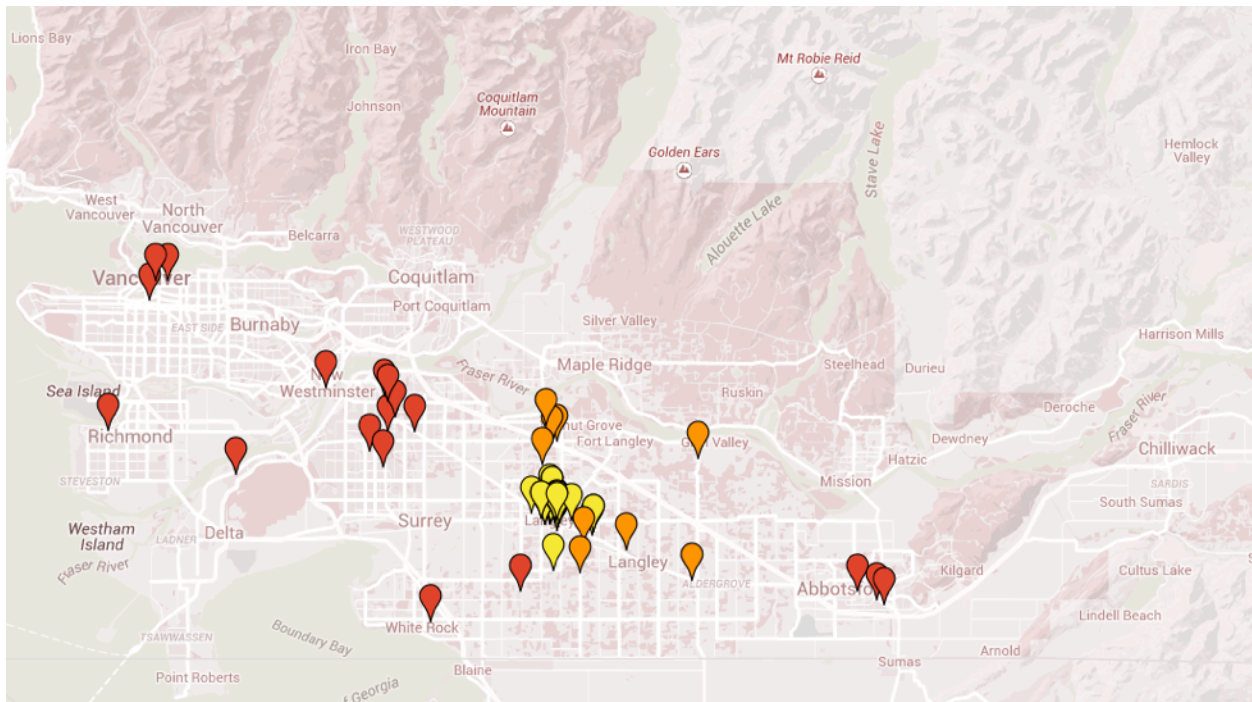 Lions Bay
Iron Bay
Mt Robie Reid
Coquitlam
Mountain
Johnson
Golden Ears
Stave Lake
Hemlock
Valley
West
Vancouver
North
Vancouver
Belcarra
WESTWOOD
PLATEAU
Alouette Lake
Coquitlam
Port Coquitlam
EAST SIDE
Burnaby
Silver Valley
Harrison Mills
Maple Ridge
Steelhead
Durieu
Fraser River
Sea Island
Westminster
Ruskin
Deroche
Fraser River
Richmond
Fort Langley
Valley
Dewdney
Hatzic
Chilliwack
STEVESTON
Mission
SARDIS
South Sumas
Westham
Island
Delta
LADNER
Surrey
Fraser River
Langley
ALDERGROVE
Kilgard
Cultus Lake
Lindell Beach
White Rock
TSAWWASSEN
Boundary Bay
Arnold
Sumas
Blaine
Point Roberts
of Georgia